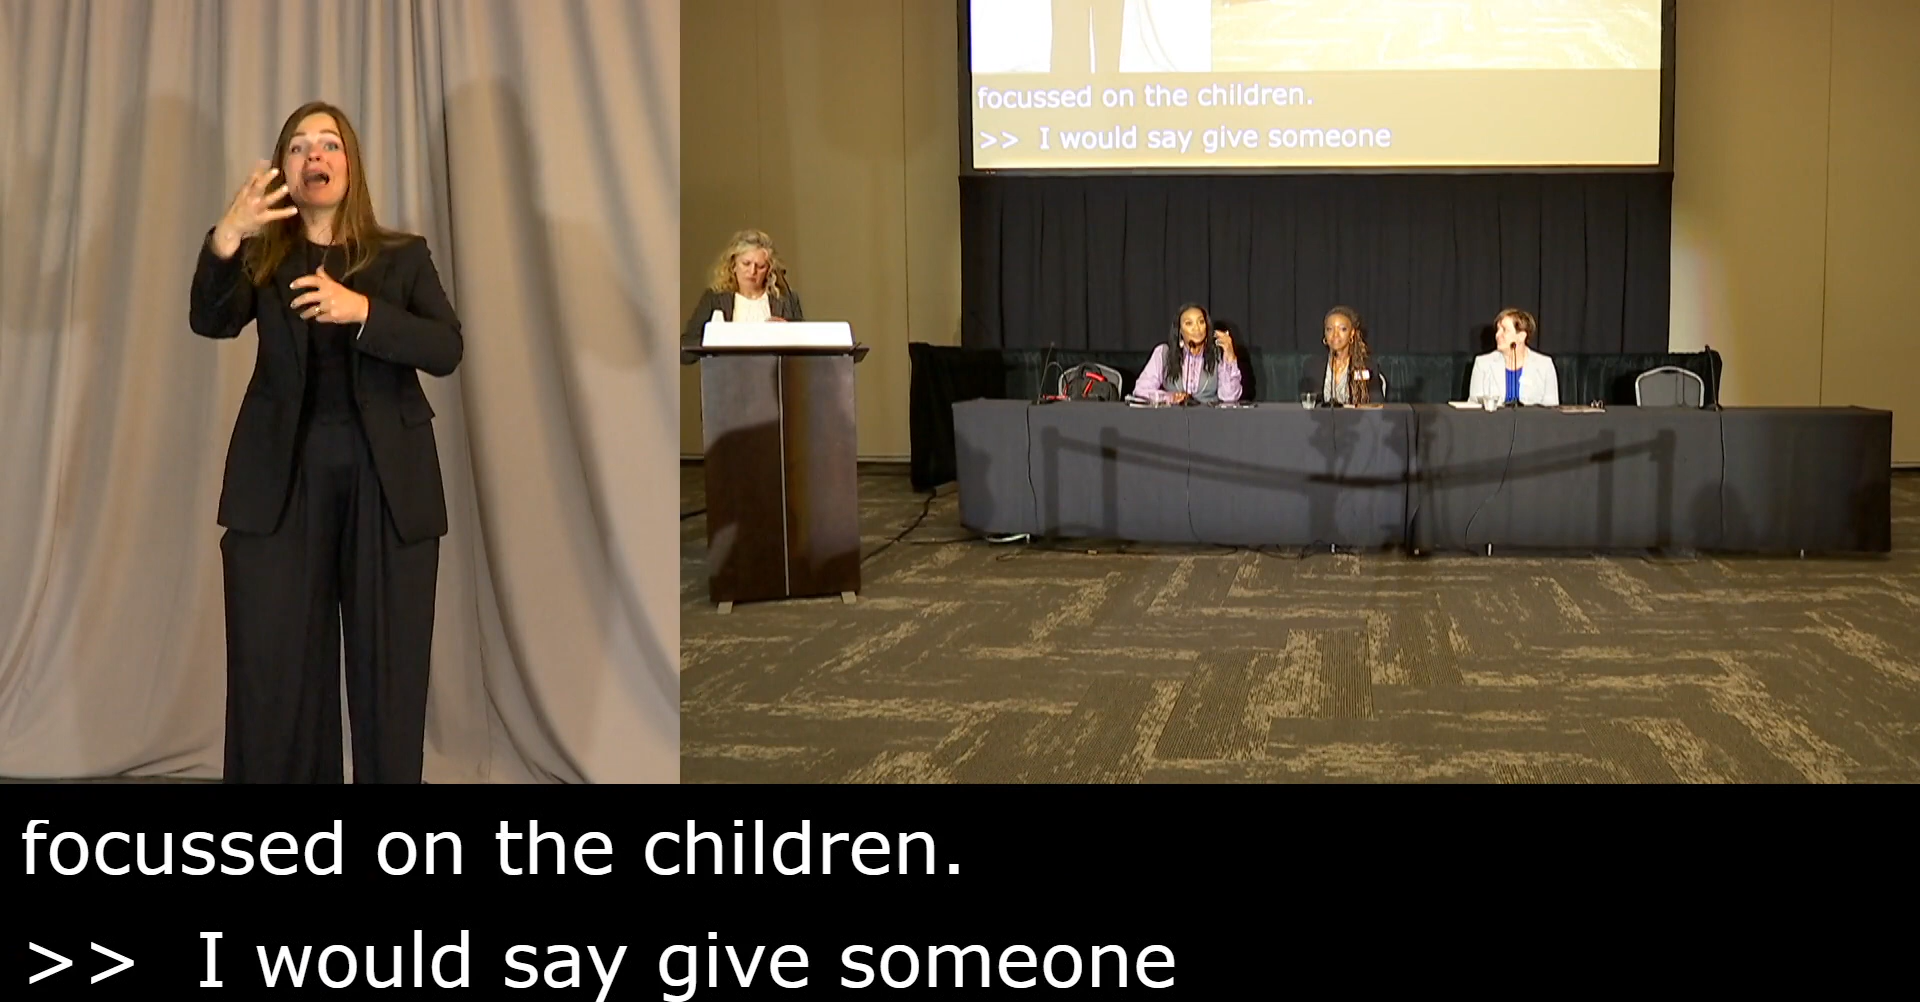 focussed on the children.
>> I would say give someone
focussed on the children.
>> I would say give someone